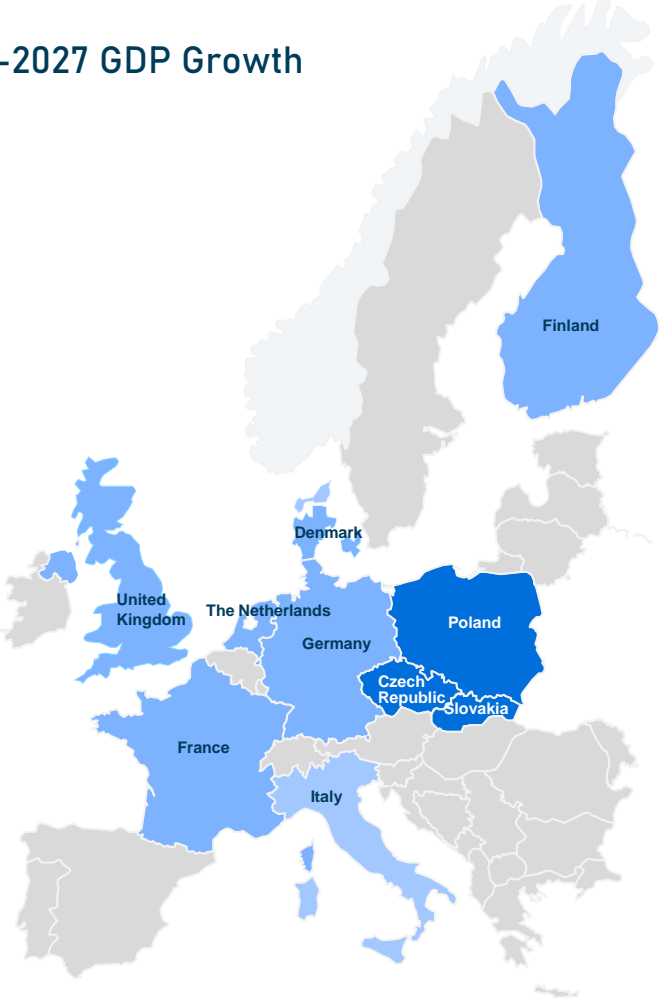 -2027 GDP Growth
Finland
Denmark
United
Kingdom
The Netherlands
Poland
Germany
Czech
Republic
Slovakia
France
Italy